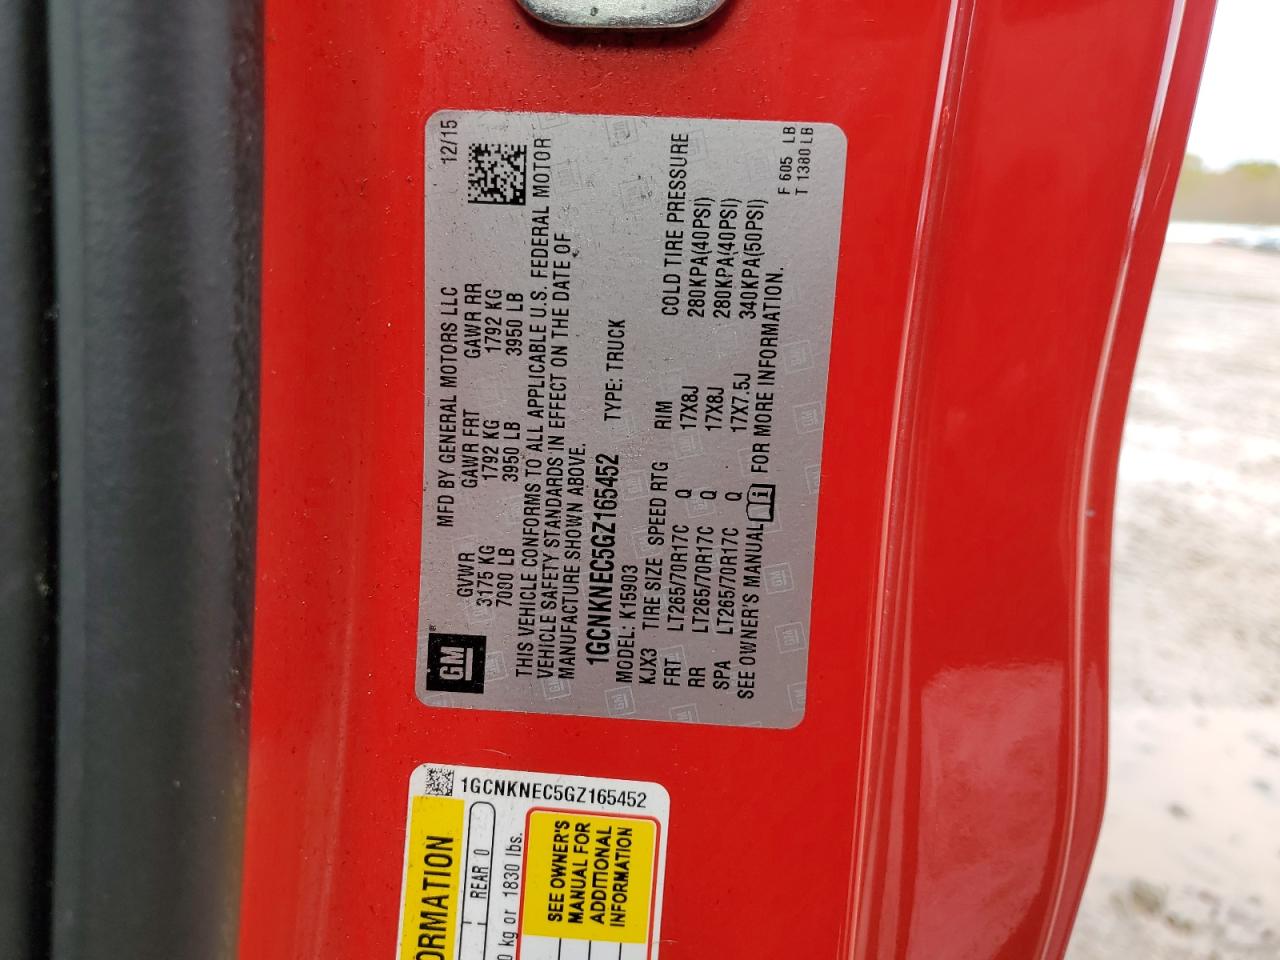 MFD BY GENERAL MOTORS LLC 12/15
GVWR GAWR FRT GAWR RR
3175 KG 1792 KG 1792 KG
7000 LB 3950 LB 3950 LB
GM
THIS VEHICLE CONFORMS TO ALL APPLICABLE U.S. FEDERAL MOTOR
VEHICLE SAFETY STANDARDS IN EFFECT ON THE DATE OF
MANUFACTURE SHOWN ABOVE.
1GCNKNEC5GZ165452 TYPE: TRUCK
MODEL: K15903
KJX3 TIRE SIZE SPEED RTG RIM COLD TIRE PRESSURE
FRT LT265/70R17C Q 17X8J 280KPA(40PSI)
RR LT265/70R17C Q 17X8J 280KPA(40PSI)
SPA LT265/70R17C Q 17X7.5J 340KPA(50PSI)
SEE OWNER'S MANUAL FOR MORE INFORMATION.
F 605 LB
T 1380 LB
1GCNKNEC5GZ165452
ORMATION
REAR 0
0 kg or 1830 lbs.
SEE OWNER'S
MANUAL FOR
ADDITIONAL
INFORMATION